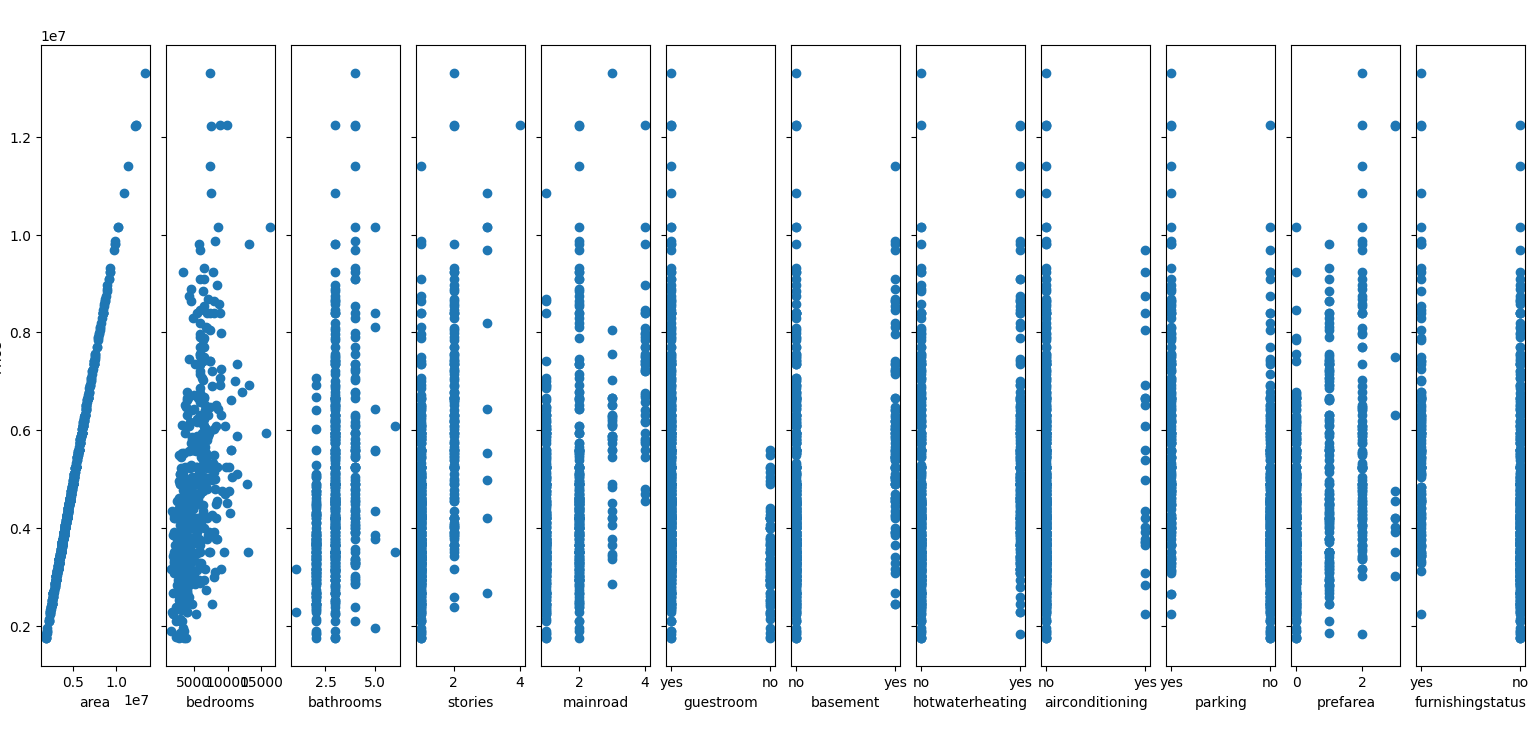 1e7
1.2
1.0
0.8
0.6
0.4
0.2
0.5 1.0 5000 10000 15000 2.5 5.0 2 4 2 4 yes no no yes no yes no yes yes no 0 2 yes no
1e7
area bedrooms bathrooms stories mainroad guestroom basement hotwaterheating airconditioning parking prefarea furnishingstatus